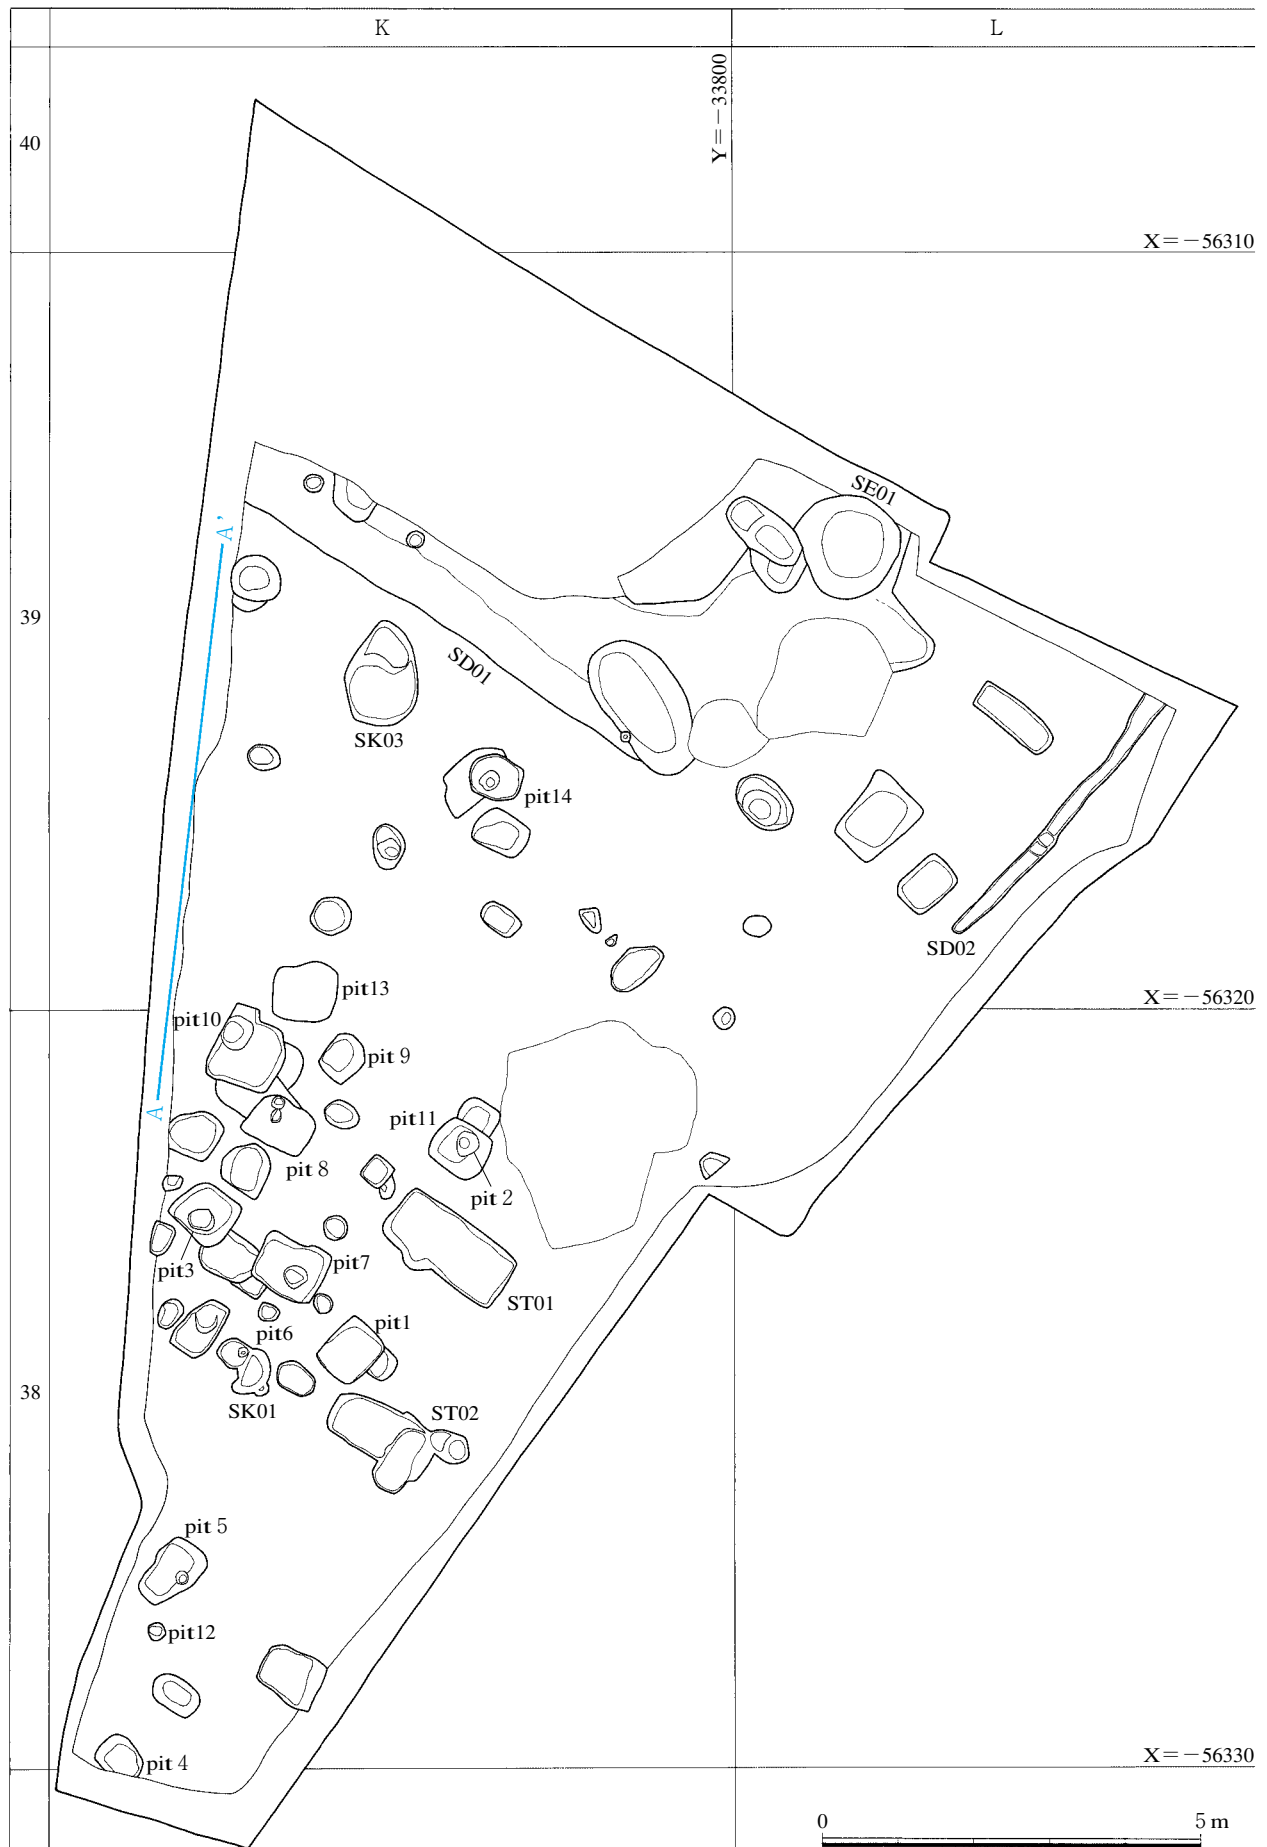 K
L
Y=-33800
40
X=-56310
SE01
A'
39
SD01
SK03
pit14
SD02
pit13
X=-56320
pit10
pit 9
A
pit11
pit 8
pit 2
pit3
pit7
ST01
pit6
pit1
38
SK01
ST02
pit 5
pit12
pit 4
X=-56330
0
5 m